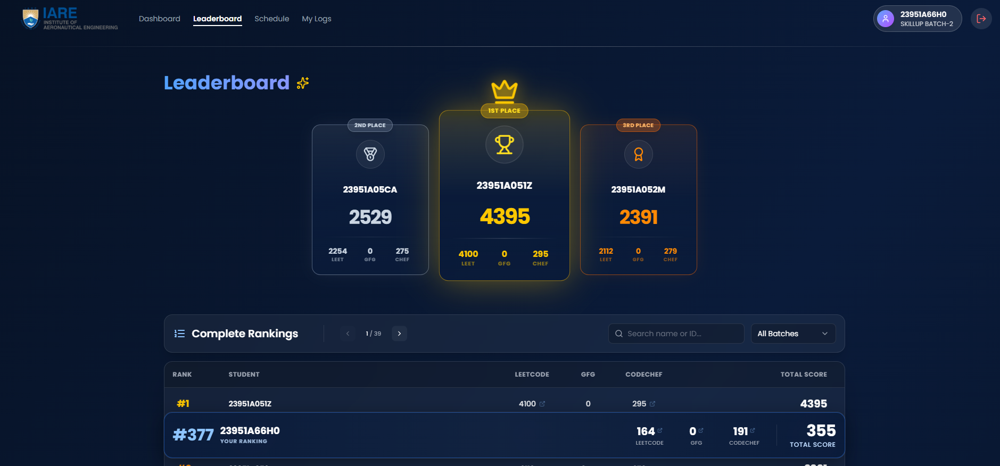 IARE
INSTITUTE OF
AERONAUTICAL ENGINEERING
Dashboard
Leaderboard
Schedule
My Logs
23951A66H0
SKILLUP BATCH-2
Leaderboard
2ND PLACE
23951A05CA
2529
2254 0 275
LEET GFG CHEF
1ST PLACE
23951A051Z
4395
4100 0 295
LEET GFG CHEF
3RD PLACE
23951A052M
2391
2112 0 279
LEET GFG CHEF
Complete Rankings
1 / 39
Search name or ID...
All Batches
RANK STUDENT LEETCODE GFG CODECHEF TOTAL SCORE
#1 23951A051Z 4100 0 295 4395
#377 23951A66H0 164 0 191 355
YOUR RANKING LEETCODE GFG CODECHEF TOTAL SCORE